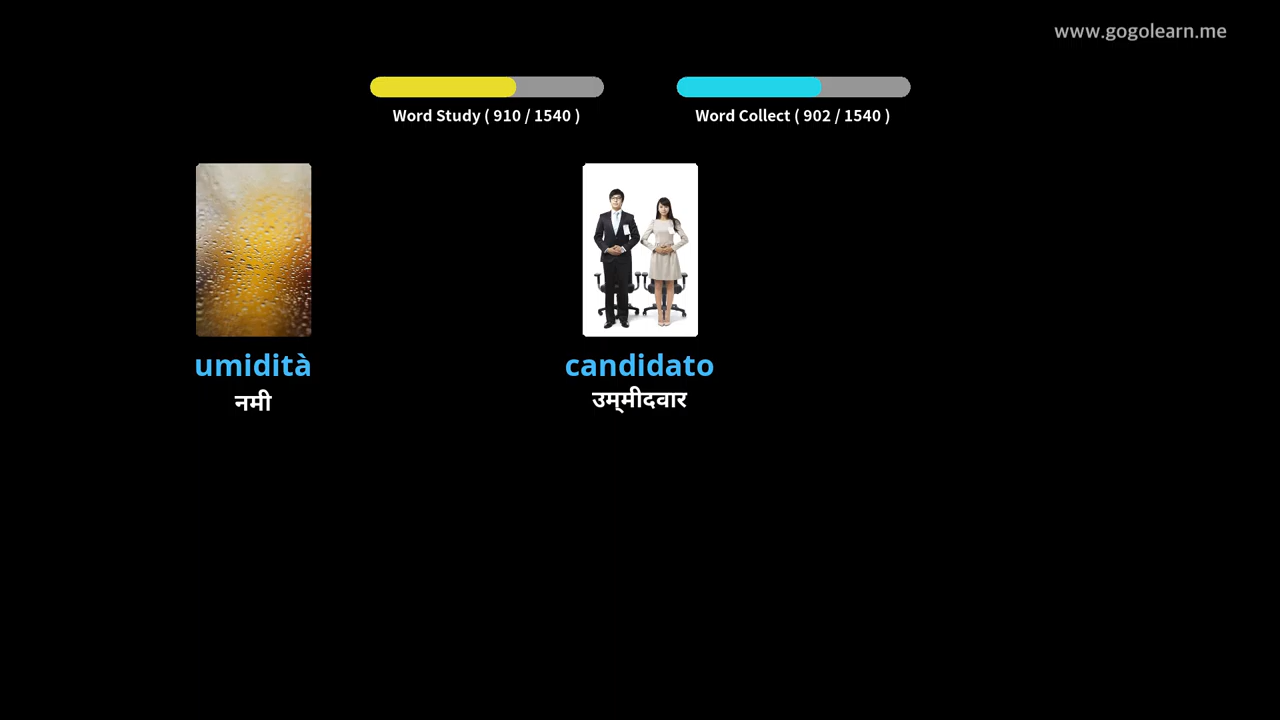 www.gogolearn.me
Word Study ( 910 / 1540 )
Word Collect ( 902 / 1540 )
umidità
नमी
candidato
उम्मीदवार